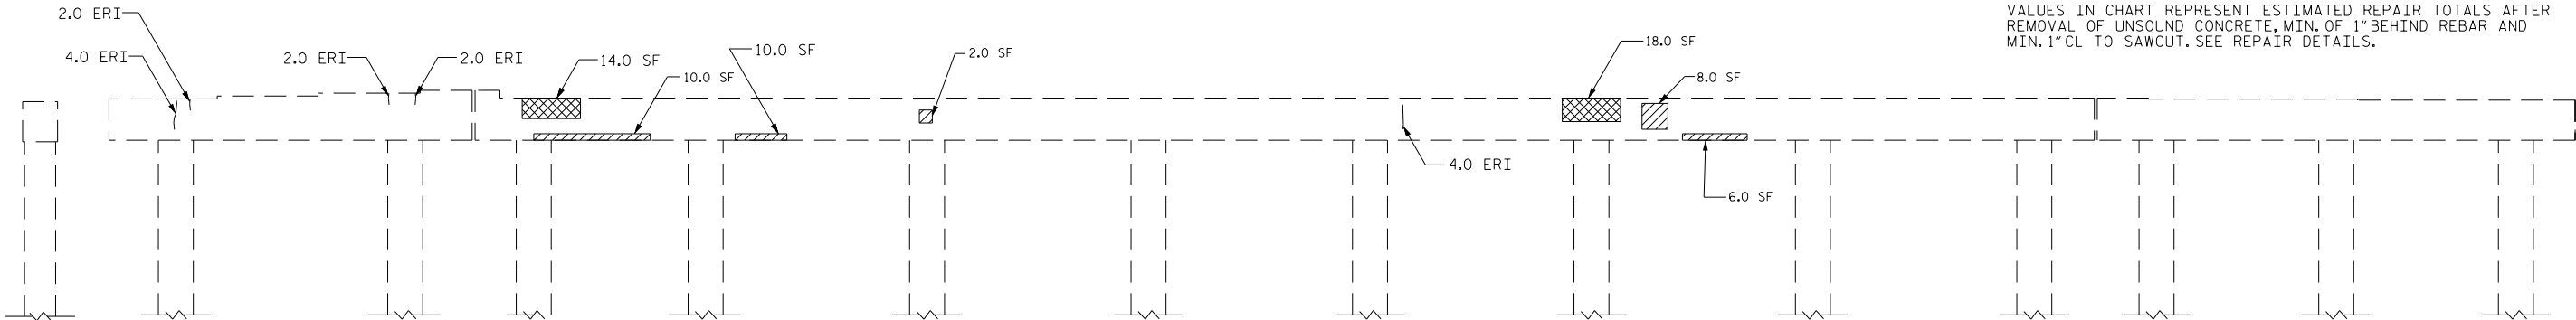 VALUES IN CHART REPRESENT ESTIMATED REPAIR TOTALS AFTER
REMOVAL OF UNSOUND CONCRETE, MIN. OF 1" BEHIND REBAR AND
MIN. 1" CL TO SAWCUT. SEE REPAIR DETAILS.
2.0 ERI
4.0 ERI
2.0 ERI
2.0 ERI
14.0 SF
10.0 SF
10.0 SF
2.0 SF
4.0 ERI
18.0 SF
8.0 SF
6.0 SF